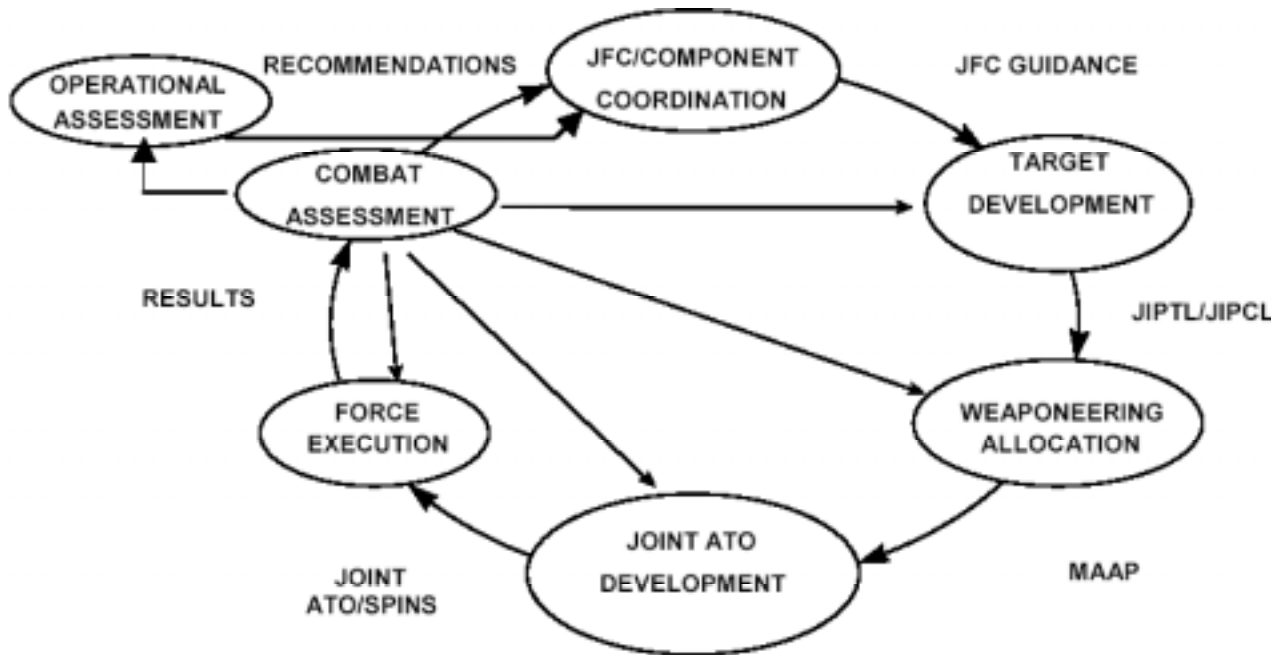 RECOMMENDATIONS
JFC/COMPONENT
COORDINATION
JFC GUIDANCE
OPERATIONAL
ASSESSMENT
COMBAT
ASSESSMENT
TARGET
DEVELOPMENT
RESULTS
JIPTL/JIPCL
FORCE
EXECUTION
WEAPONEERING
ALLOCATION
JOINT ATO
DEVELOPMENT
MAAP
JOINT
ATO/SPINS